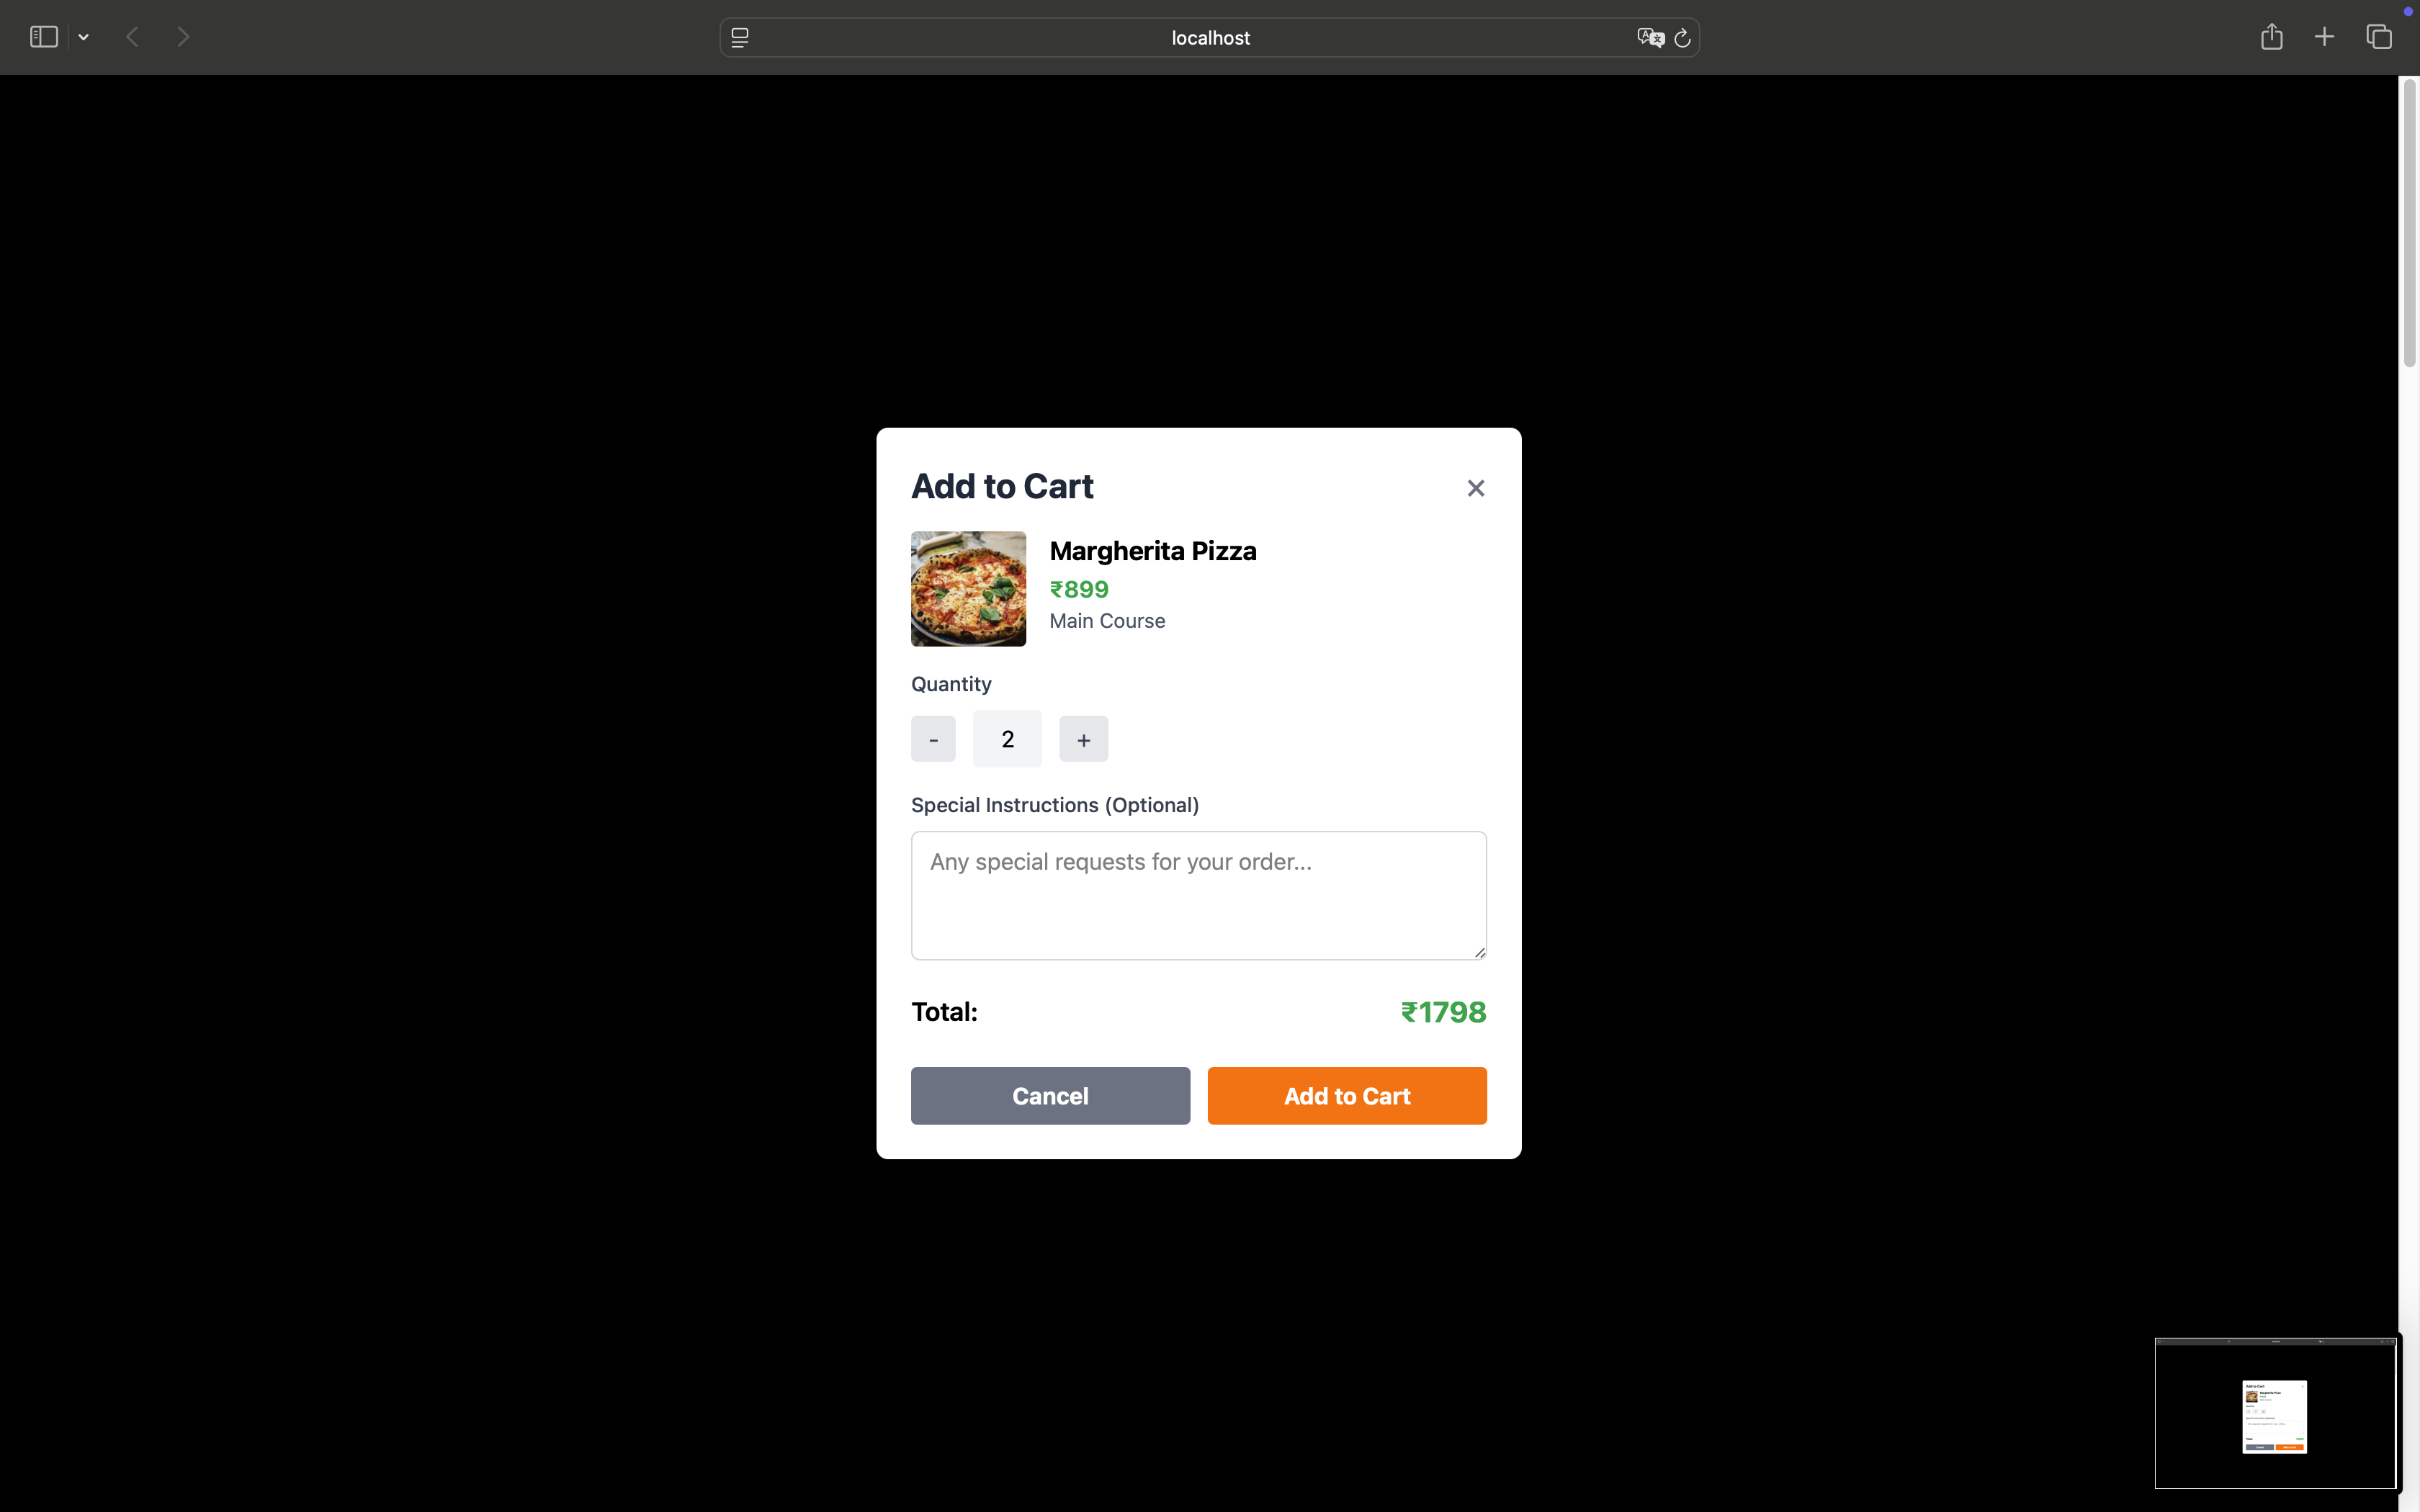 localhost
Add to Cart
Margherita Pizza
₹899
Main Course
Quantity
- 2 +
Special Instructions (Optional)
Any special requests for your order...
Total: ₹1798
Cancel Add to Cart